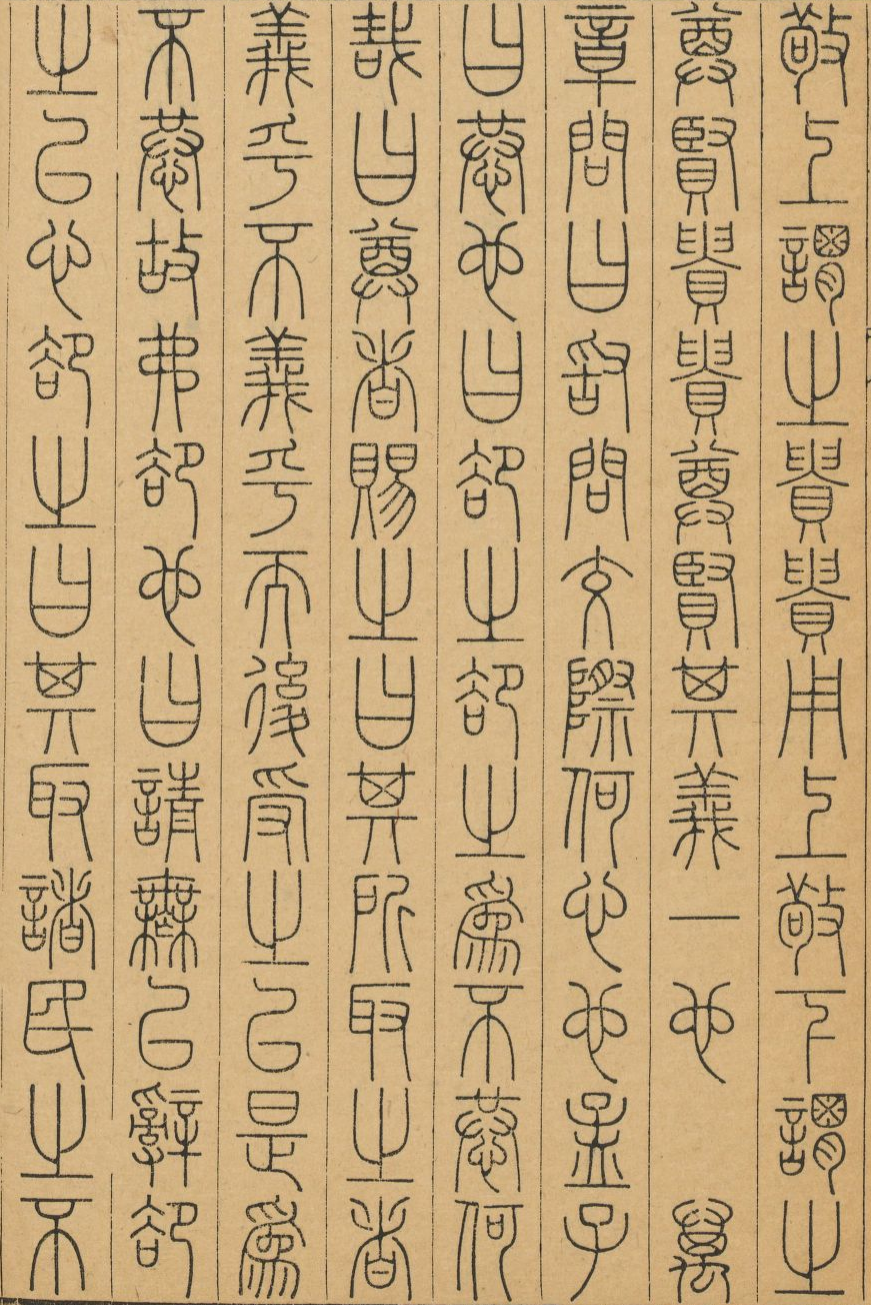 敬上謂之貴貴用上敬下謂之
尊賢貴貴尊賢其義一也　萬
章問曰敢問交際何心也孟子
曰恭也曰卻之卻之爲不恭何
哉曰尊者賜之曰其所取之者
義乎不義乎而後受之以是爲
不恭故弗卻也曰請無以辭卻
之以心卻之曰其取諸民之不